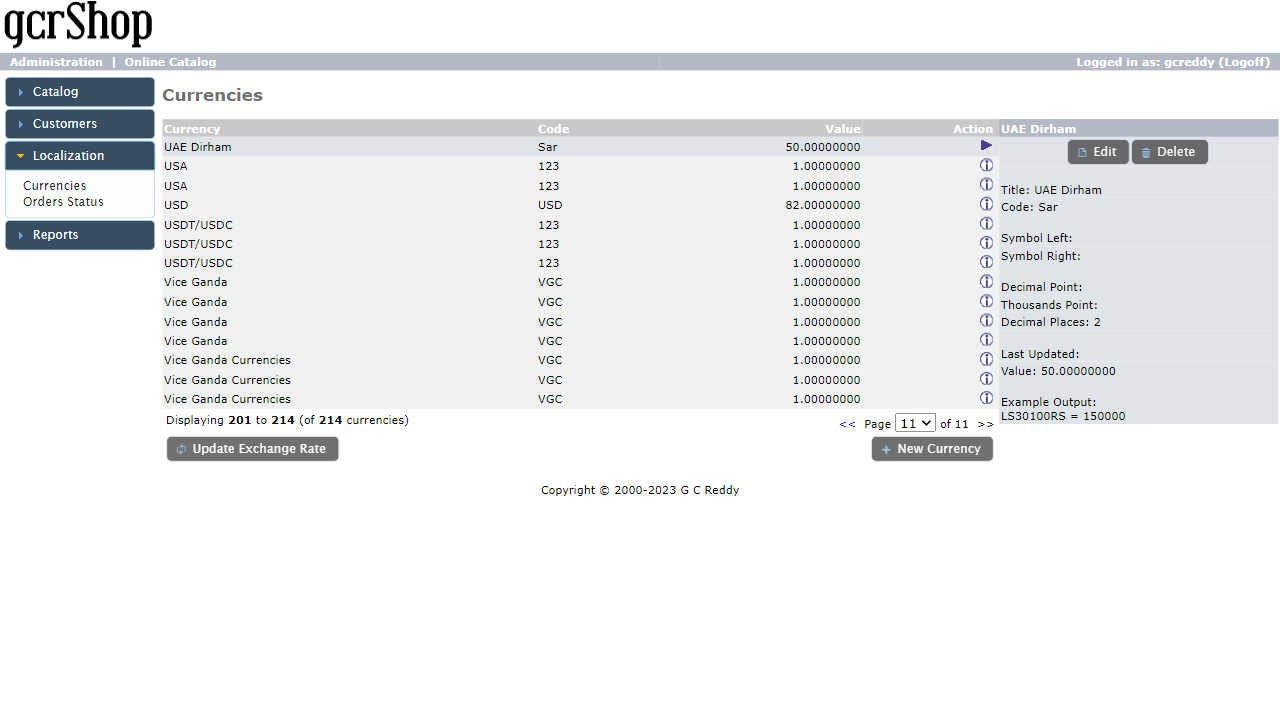 gcrShop
Administration | Online Catalog
Logged in as: gcreddy (Logoff)
Catalog
Customers
Localization
Currencies
Orders Status
Reports
Currencies
Currency Code Value Action
UAE Dirham Sar 50.00000000
USA 123 1.00000000
USA 123 1.00000000
USD USD 82.00000000
USDT/USDC 123 1.00000000
USDT/USDC 123 1.00000000
USDT/USDC 123 1.00000000
Vice Ganda VGC 1.00000000
Vice Ganda VGC 1.00000000
Vice Ganda VGC 1.00000000
Vice Ganda VGC 1.00000000
Vice Ganda Currencies VGC 1.00000000
Vice Ganda Currencies VGC 1.00000000
Vice Ganda Currencies VGC 1.00000000
Displaying 201 to 214 (of 214 currencies)
<< Page 11 of 11 >>
Update Exchange Rate
New Currency
UAE Dirham
Edit Delete
Title: UAE Dirham
Code: Sar
Symbol Left:
Symbol Right:
Decimal Point:
Thousands Point:
Decimal Places: 2
Last Updated:
Value: 50.00000000
Example Output:
LS30100RS = 150000
Copyright © 2000-2023 G C Reddy